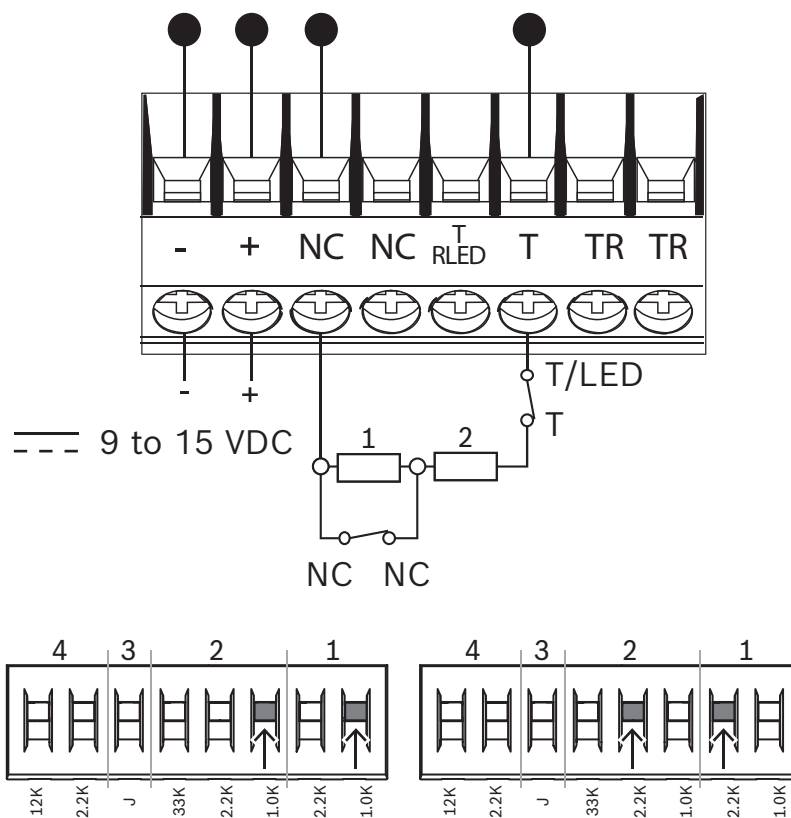 - + NC NC T RLED T TR TR
- +
T/LED
T
9 to 15 VDC
1 2
NC NC
4 3 2 1
12K 2.2K J 33K 2.2K 1.0K 2.2K 1.0K
4 3 2 1
12K 2.2K J 33K 2.2K 1.0K 2.2K 1.0K